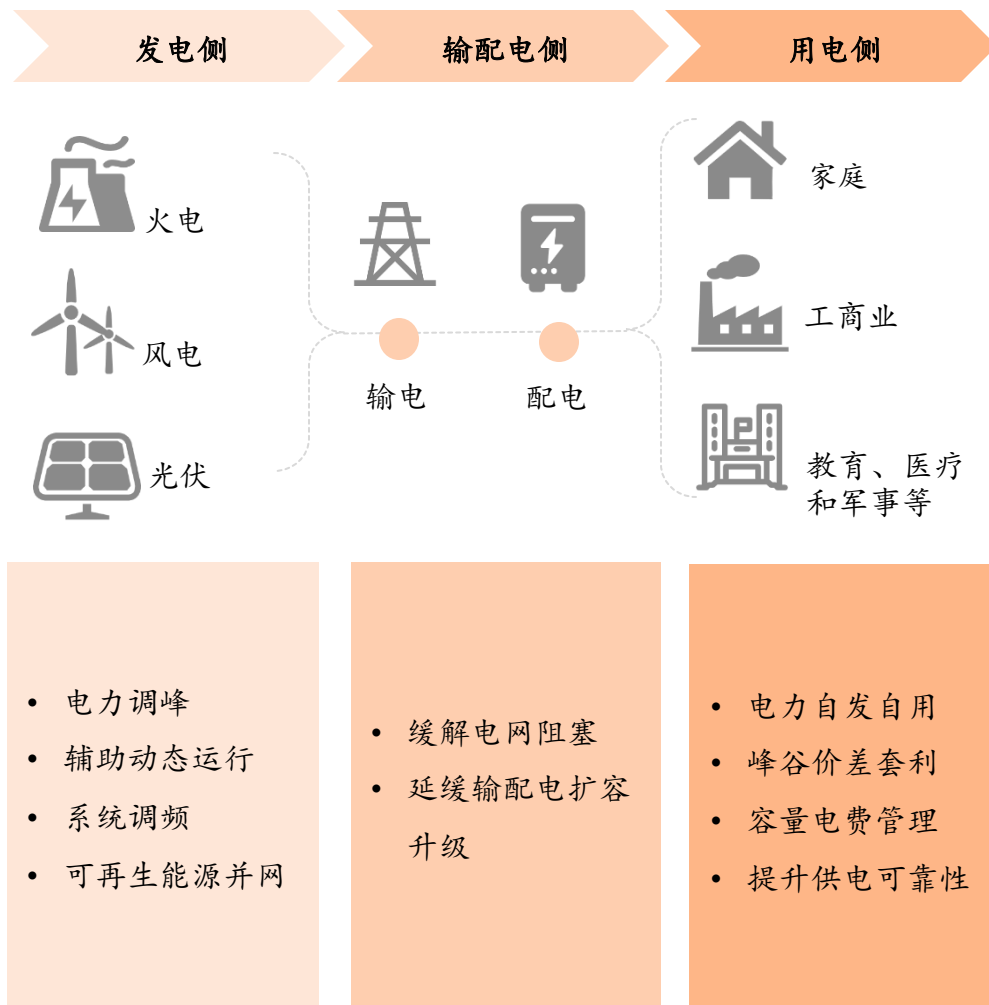 发电侧
输配电侧
用电侧
火电
风电
光伏
输电
配电
家庭
工商业
教育、医疗
和军事等
• 电力调峰
• 辅助动态运行
• 系统调频
• 可再生能源并网
• 缓解电网阻塞
• 延缓输配电扩容
升级
• 电力自发自用
• 峰谷价差套利
• 容量电费管理
• 提升供电可靠性